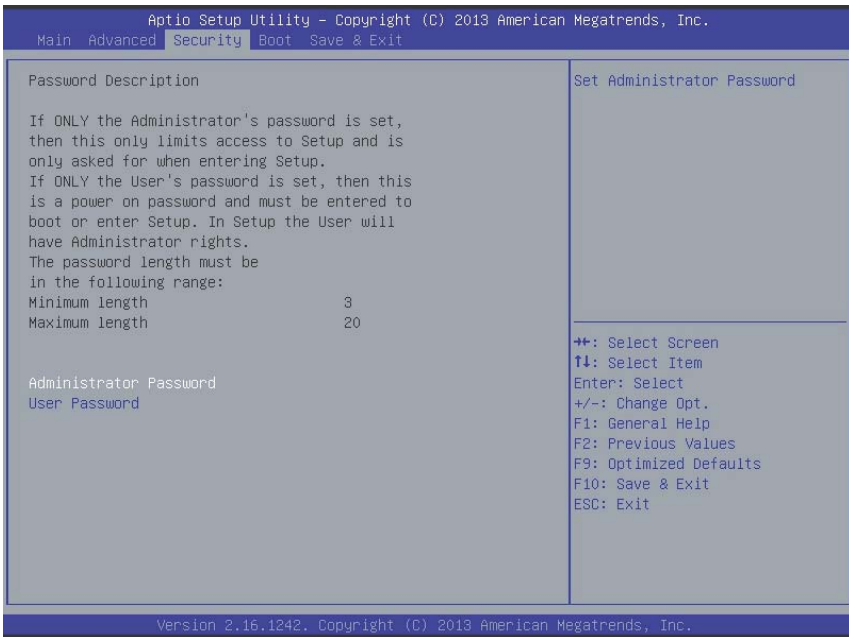 Aptio Setup Utility – Copyright (C) 2013 American Megatrends, Inc.
Main Advanced Security Boot Save & Exit
Password Description
If ONLY the Administrator's password is set,
then this only limits access to Setup and is
only asked for when entering Setup.
If ONLY the User's password is set, then this
is a power on password and must be entered to
boot or enter Setup. In Setup the User will
have Administrator rights.
The password length must be
in the following range:
Minimum length 3
Maximum length 20
Administrator Password
User Password
Set Administrator Password
→←: Select Screen
↑↓: Select Item
Enter: Select
+/-: Change Opt.
F1: General Help
F2: Previous Values
F9: Optimized Defaults
F10: Save & Exit
ESC: Exit
Version 2.16.1242. Copyright (C) 2013 American Megatrends, Inc.